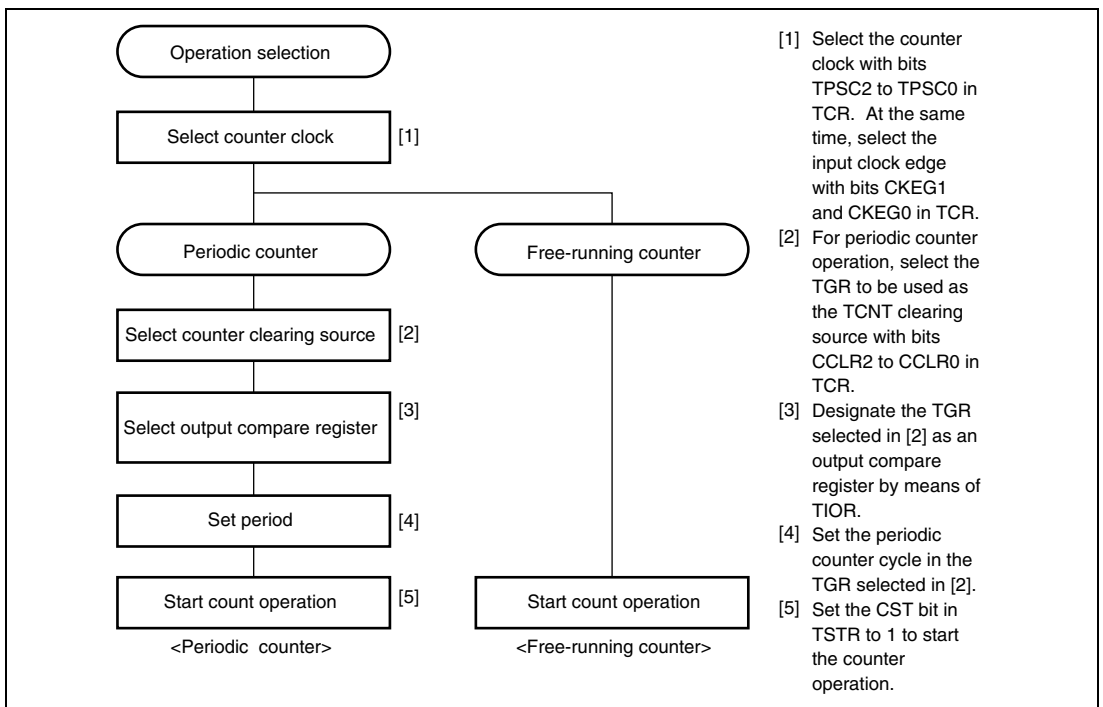 Operation selection
Select counter clock [1]
Periodic counter
Free-running counter
Select counter clearing source [2]
Select output compare register [3]
Set period [4]
Start count operation [5]
Start count operation
<Periodic counter>
<Free-running counter>
[1] Select the counter
clock with bits
TPSC2 to TPSC0 in
TCR. At the same
time, select the
input clock edge
with bits CKEG1
and CKEG0 in TCR.
[2] For periodic counter
operation, select the
TGR to be used as
the TCNT clearing
source with bits
CCLR2 to CCLR0 in
TCR.
[3] Designate the TGR
selected in [2] as an
output compare
register by means of
TIOR.
[4] Set the periodic
counter cycle in the
TGR selected in [2].
[5] Set the CST bit in
TSTR to 1 to start
the counter
operation.